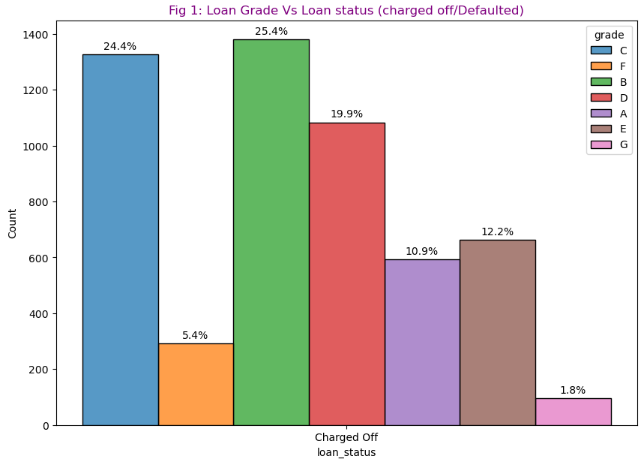 Fig 1: Loan Grade Vs Loan status (charged off/Defaulted)
1400
1200
1000
800
600
400
200
0
Count
24.4%
5.4%
25.4%
19.9%
10.9%
12.2%
1.8%
grade
C
F
B
D
A
E
G
Charged Off
loan_status